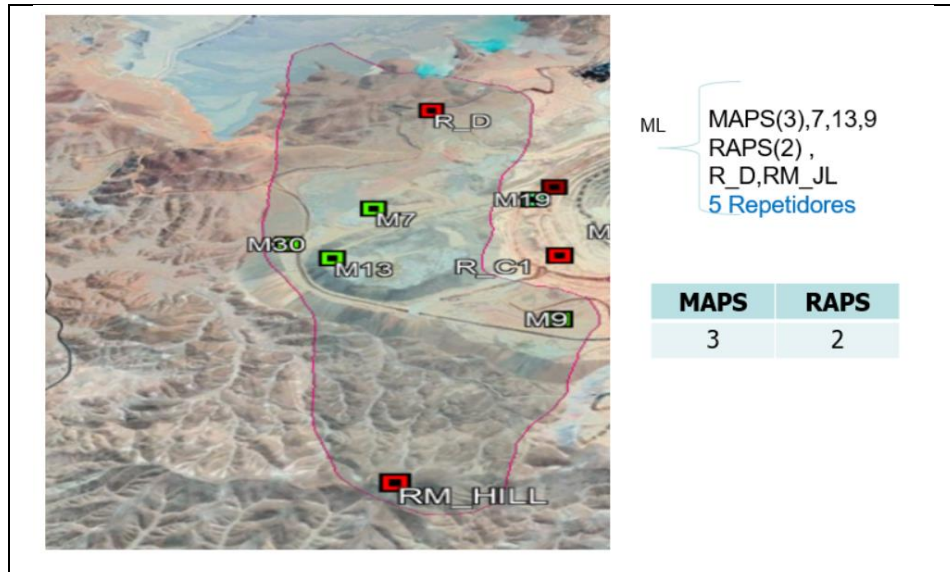 R_D
M19
M7
M30
M
M13
R_C1
M9
RM_HILL
ML
MAPS(3),7,13,9
RAPS(2) ,
R_D,RM_JL
5 Repetidores
MAPS RAPS
3 2